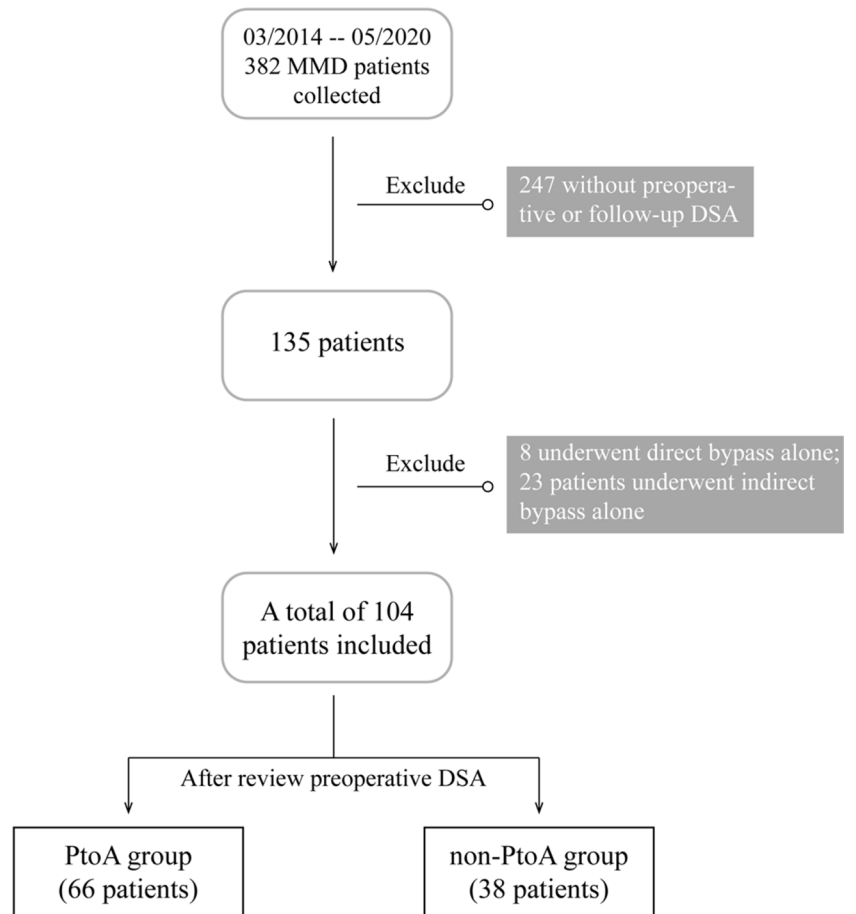 03/2014 -- 05/2020
382 MMD patients
collected
Exclude
247 without preopera-
tive or follow-up DSA
135 patients
Exclude
8 underwent direct bypass alone;
23 patients underwent indirect
bypass alone
A total of 104
patients included
After review preoperative DSA
PtoA group
(66 patients)
non-PtoA group
(38 patients)